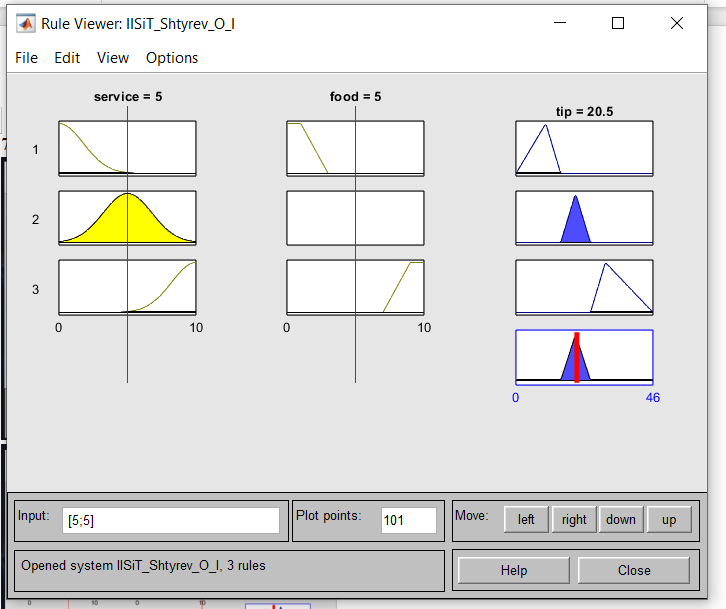 Rule Viewer: IISiT_Shtyrev_O_I
File Edit View Options
service = 5 food = 5 tip = 20.5
1
2
3
0 10 0 10
0 46
Input: [5;5] Plot points: 101 Move: left right down up
Opened system IISiT_Shtyrev_O_I, 3 rules Help Close